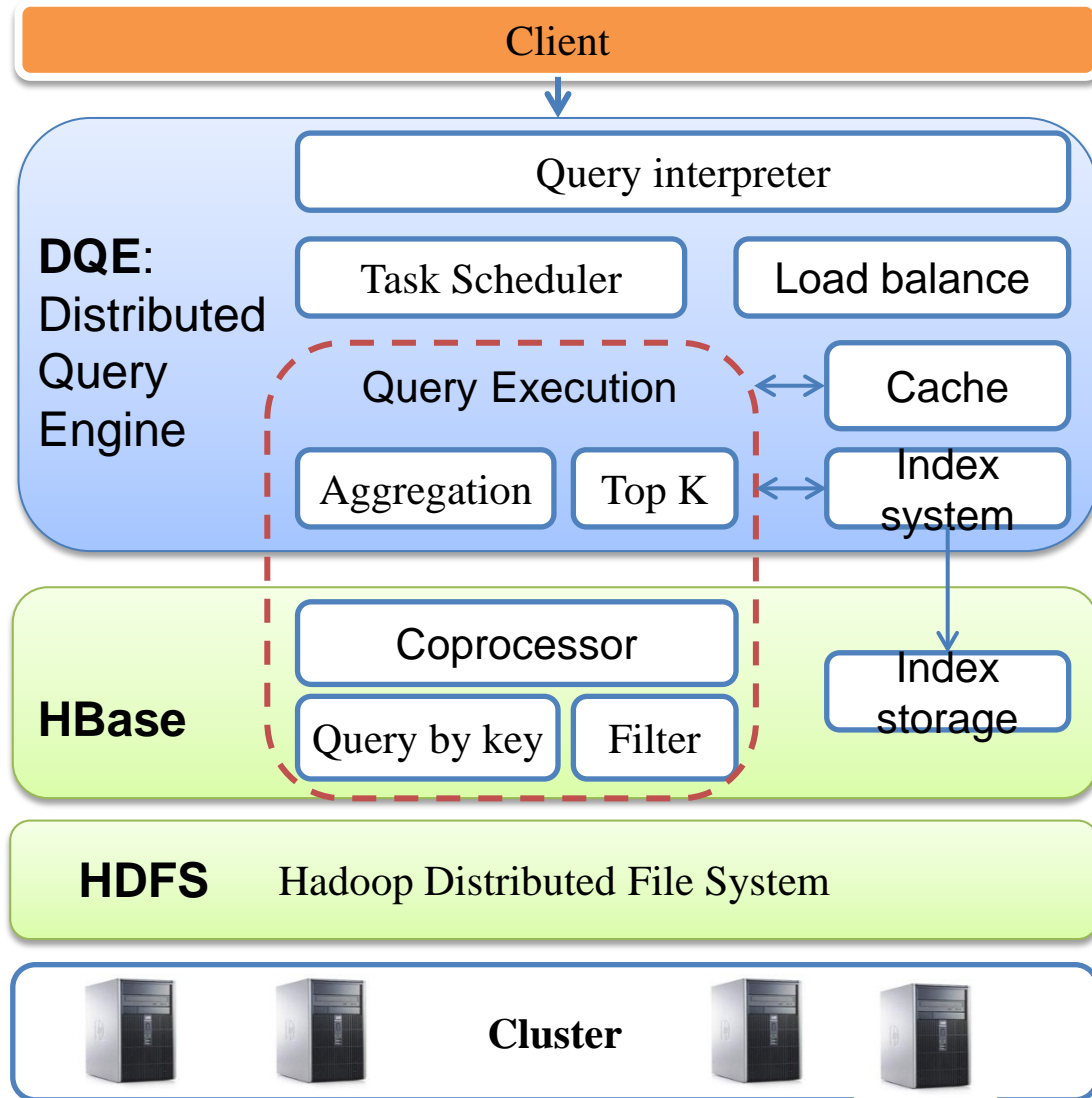 Client
Query interpreter
DQE:
Distributed
Query
Engine
Task Scheduler
Load balance
Query Execution
Cache
Aggregation
Top K
Index
system
HBase
Coprocessor
Query by key
Filter
Index
storage
HDFS Hadoop Distributed File System
Cluster